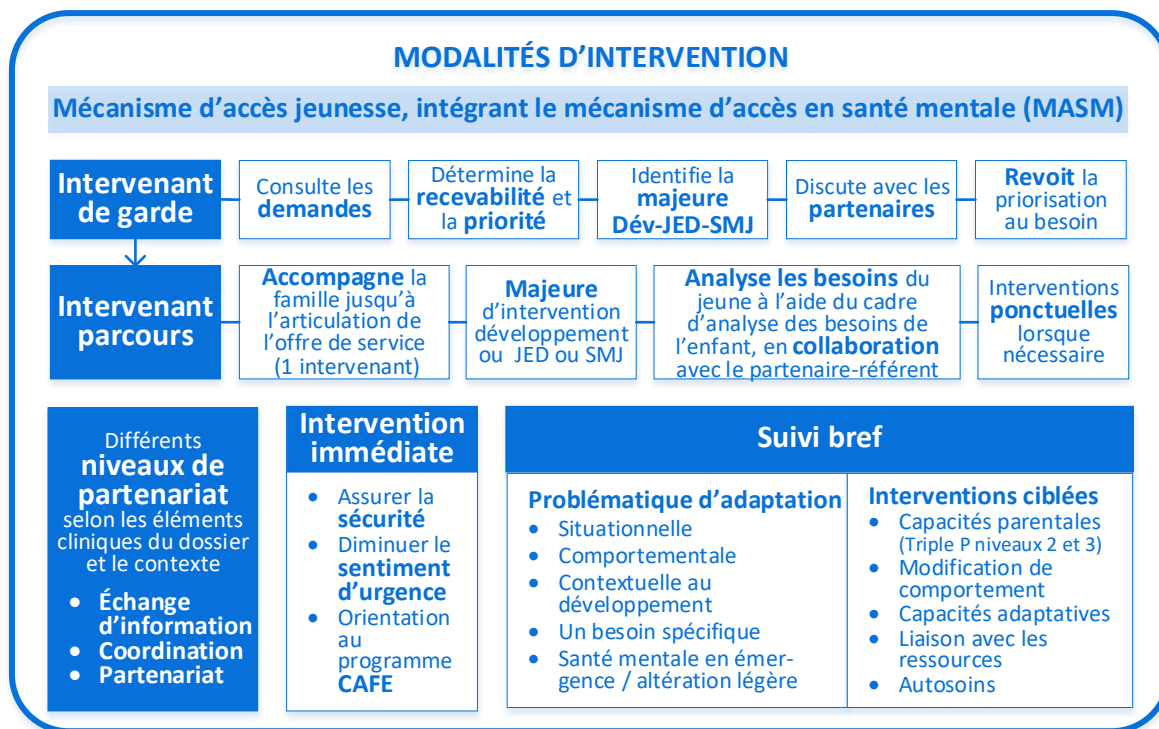 MODALITÉS D'INTERVENTION
Mécanisme d'accès jeunesse, intégrant le mécanisme d'accès en santé mentale (MASM)
Intervenant
de garde
Consulte les
demandes
Détermine la
recevabilité et
la priorité
Identifie la
majeure
Dév-JED-SMJ
Discute avec les
partenaires
Revoit la
priorisation
au besoin
Intervenant
parcours
Accompagne la
famille jusqu'à
l'articulation de
l'offre de service
(1 intervenant)
Majeure
d'intervention
développement
ou JED ou SMJ
Analyse les besoins du
jeune à l'aide du cadre
d'analyse des besoins de
l'enfant, en collaboration
avec le partenaire-référent
Interventions
ponctuelles
lorsque
nécessaire
Différents
niveaux de
partenariat
selon les éléments
cliniques du dossier
et le contexte
• Échange
d'information
• Coordination
• Partenariat
Intervention
immédiate
• Assurer la
sécurité
• Diminuer le
sentiment
d'urgence
• Orientation
au
programme
CAFE
Suivi bref
Problématique d'adaptation
• Situationnelle
• Comportementale
• Contextuelle au
développement
• Un besoin spécifique
• Santé mentale en émer-
gence / altération légère
Interventions ciblées
• Capacités parentales
(Triple P niveaux 2 et 3)
• Modification de
comportement
• Capacités adaptatives
• Liaison avec les
ressources
• Autosoins